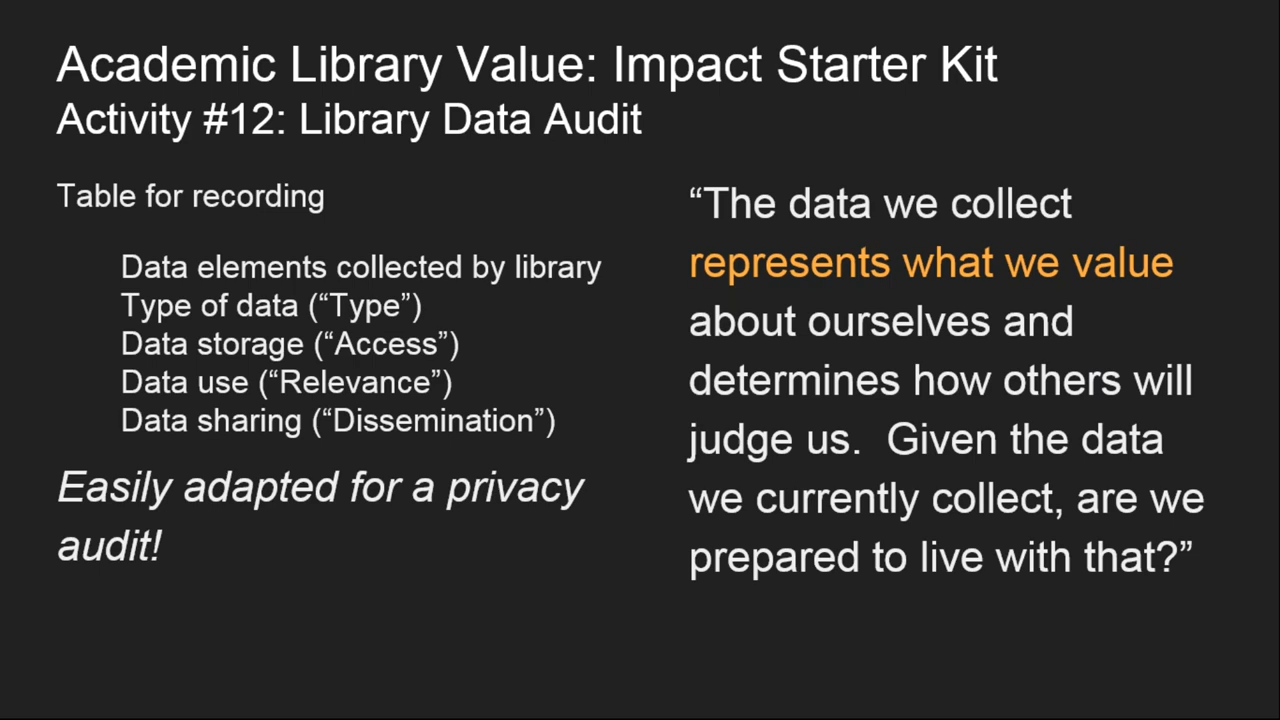 Academic Library Value: Impact Starter Kit
Activity #12: Library Data Audit
Table for recording
Data elements collected by library
Type of data (“Type”)
Data storage (“Access”)
Data use (“Relevance”)
Data sharing (“Dissemination”)
Easily adapted for a privacy
audit!
“The data we collect
represents what we value
about ourselves and
determines how others will
judge us.  Given the data
we currently collect, are we
prepared to live with that?”